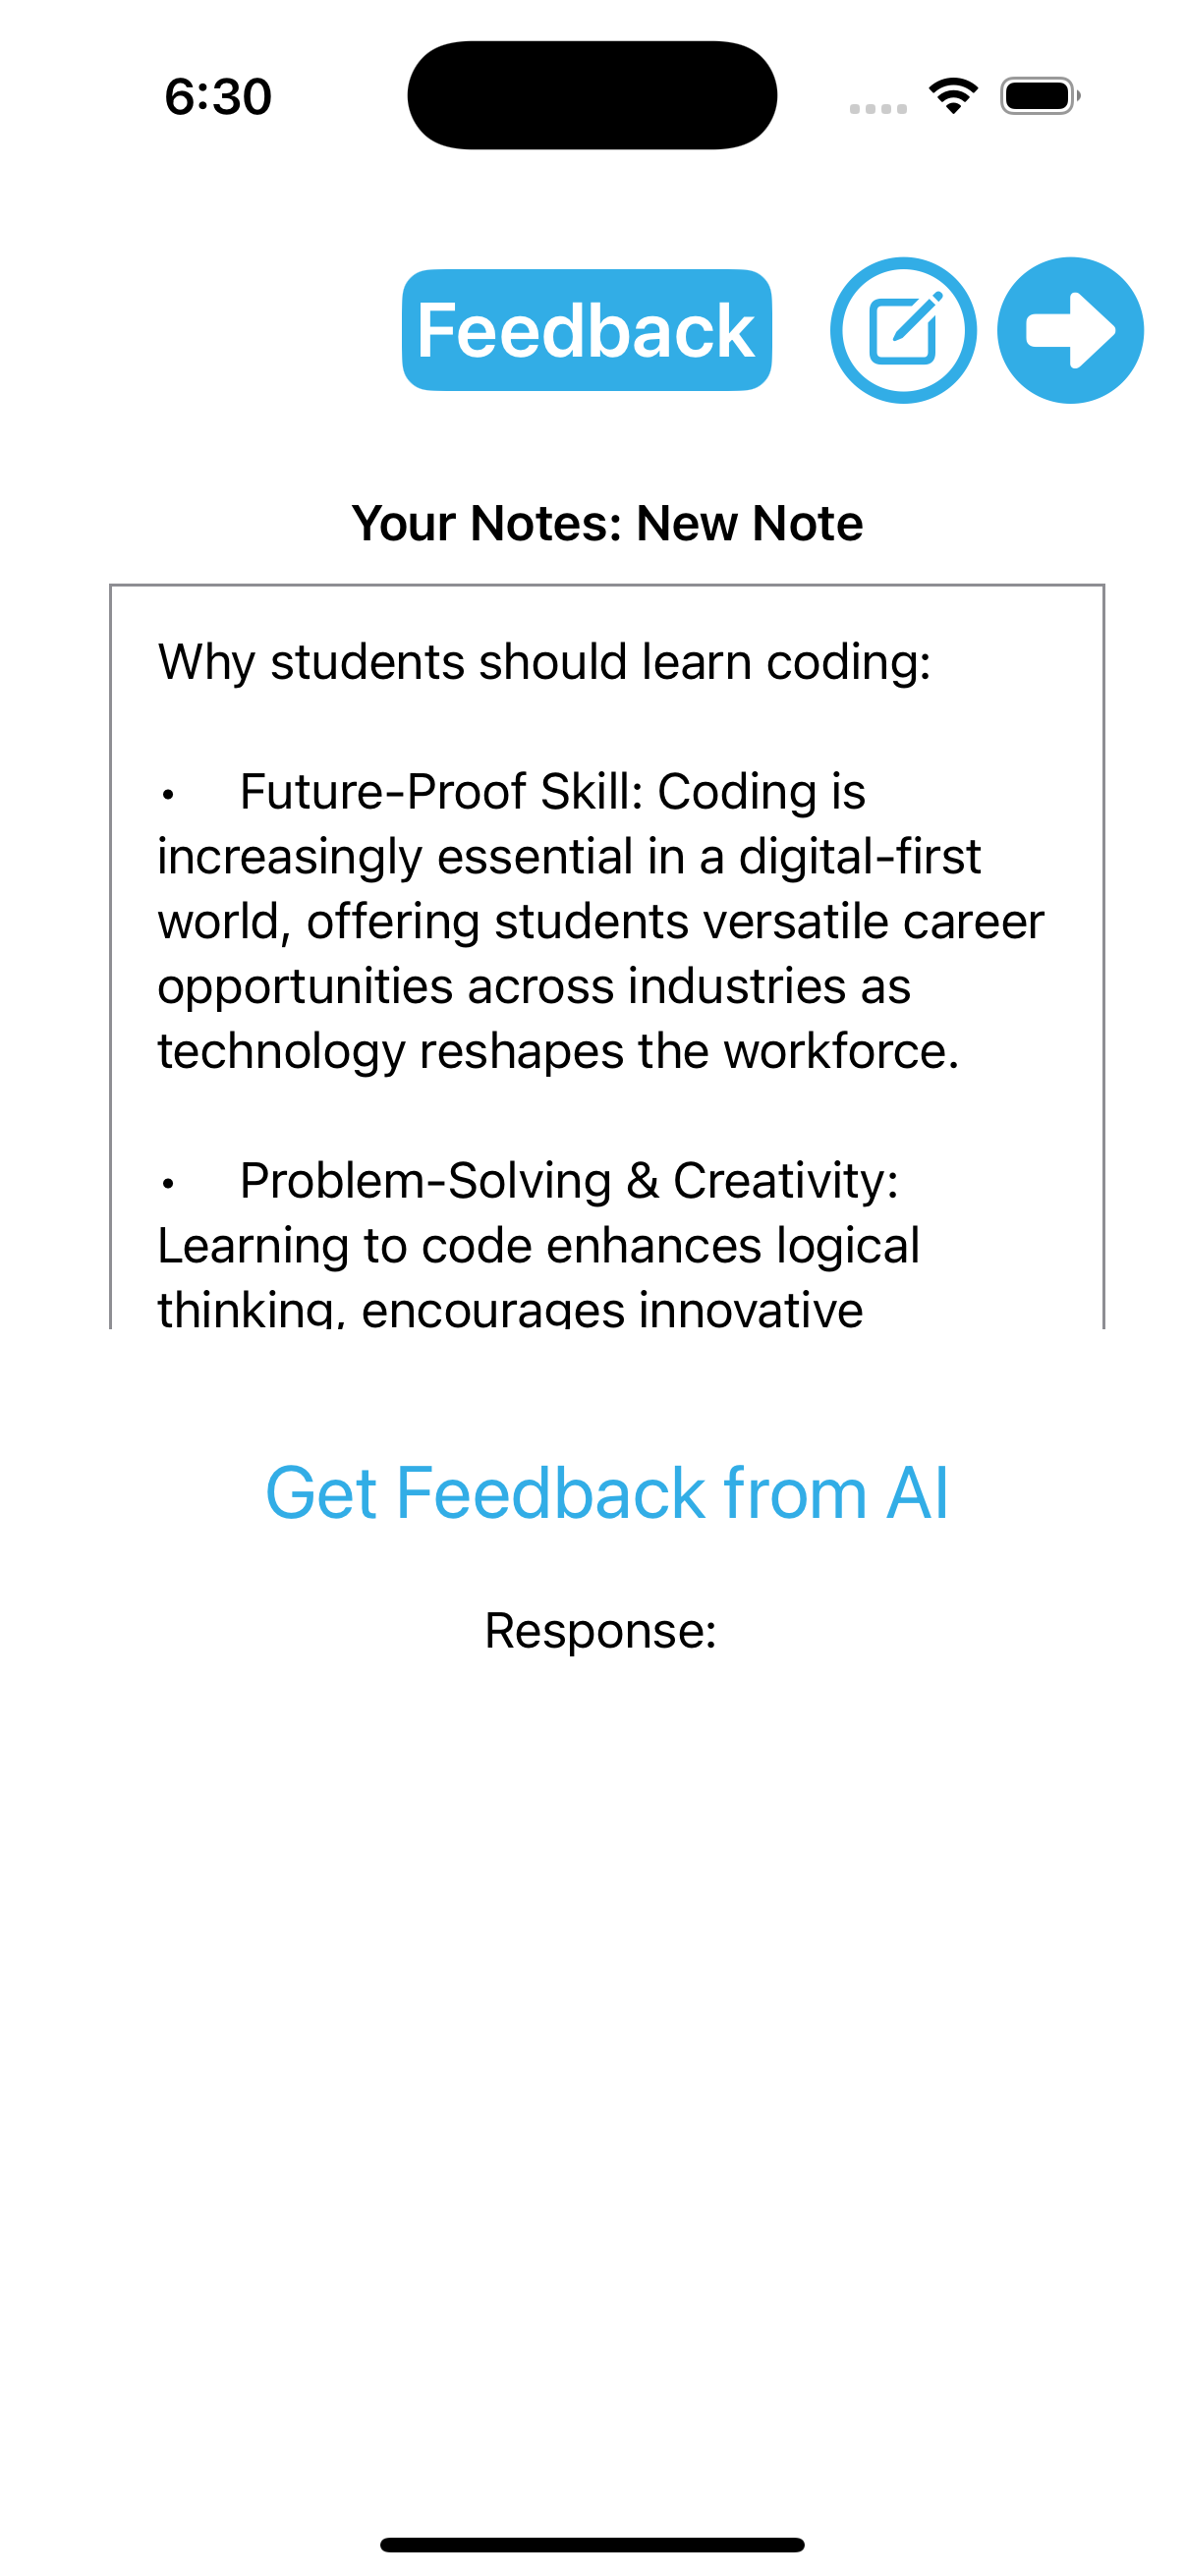 6:30
Feedback
Your Notes: New Note
Why students should learn coding:
• Future-Proof Skill: Coding is
increasingly essential in a digital-first
world, offering students versatile career
opportunities across industries as
technology reshapes the workforce.
• Problem-Solving & Creativity:
Learning to code enhances logical
thinking, encourages innovative
Get Feedback from AI
Response: